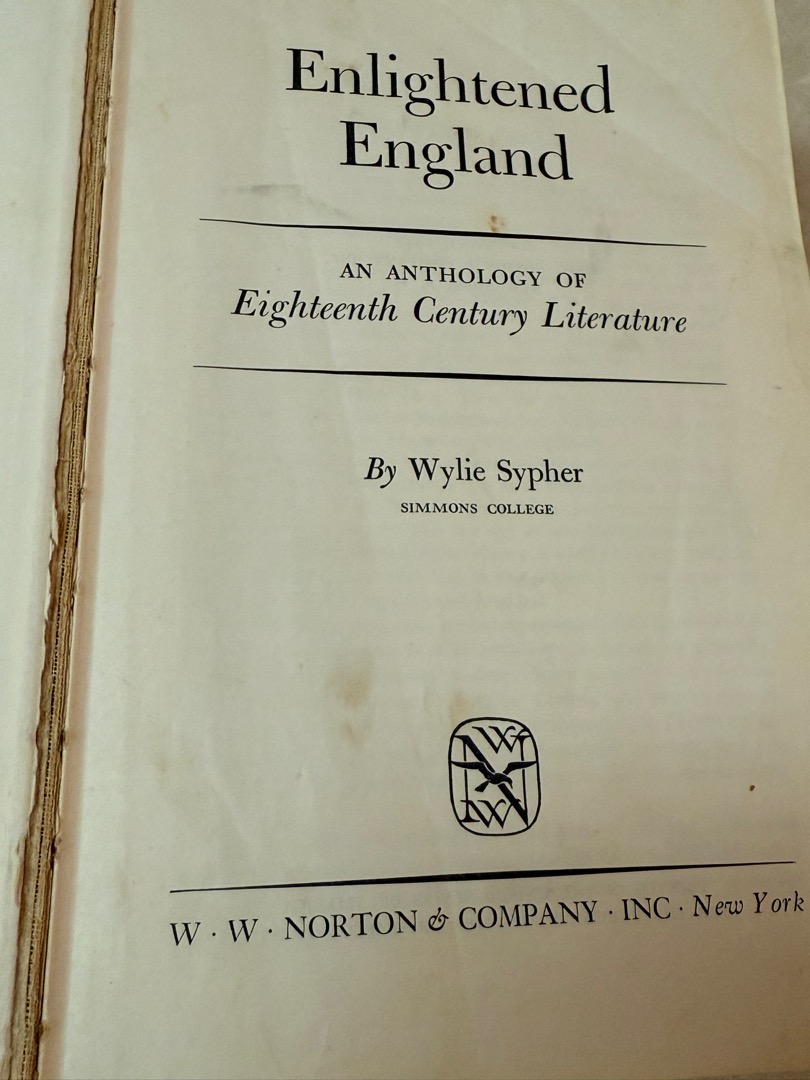 Enlightened
England
AN ANTHOLOGY OF
Eighteenth Century Literature
By Wylie Sypher
SIMMONS COLLEGE
W · W · NORTON & COMPANY · INC · New York